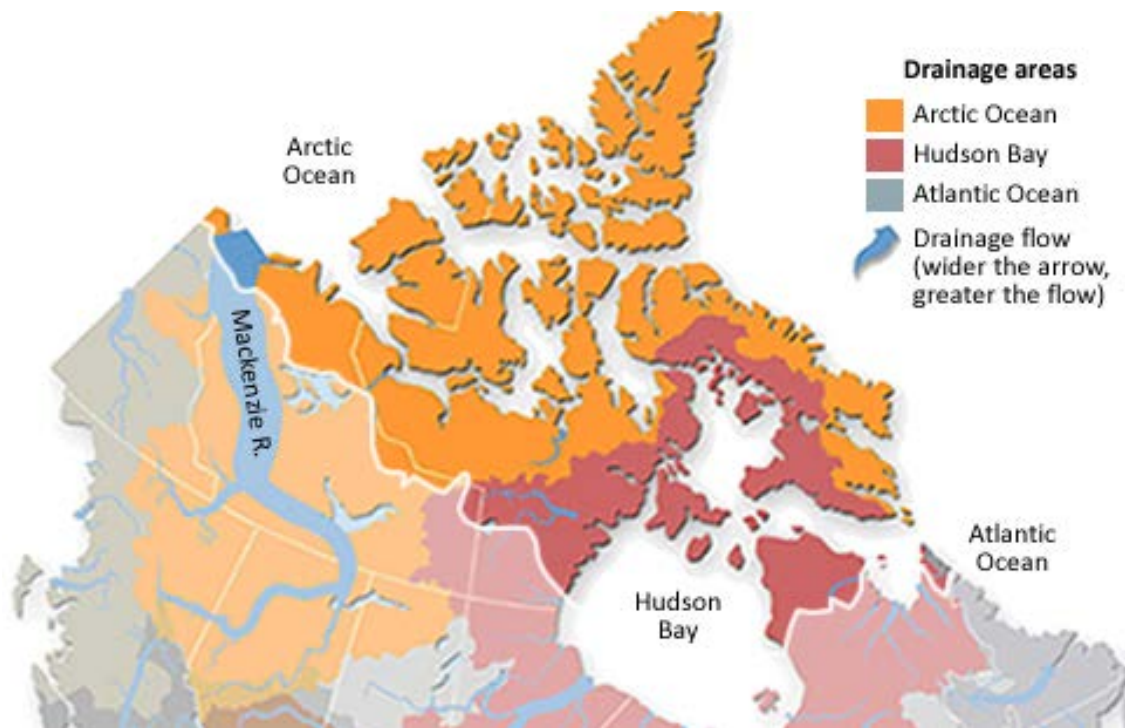 Drainage areas
Arctic Ocean
Hudson Bay
Atlantic Ocean
Drainage flow
(wider the arrow,
greater the flow)
Arctic
Ocean
Mackenzie R.
Atlantic
Ocean
Hudson
Bay